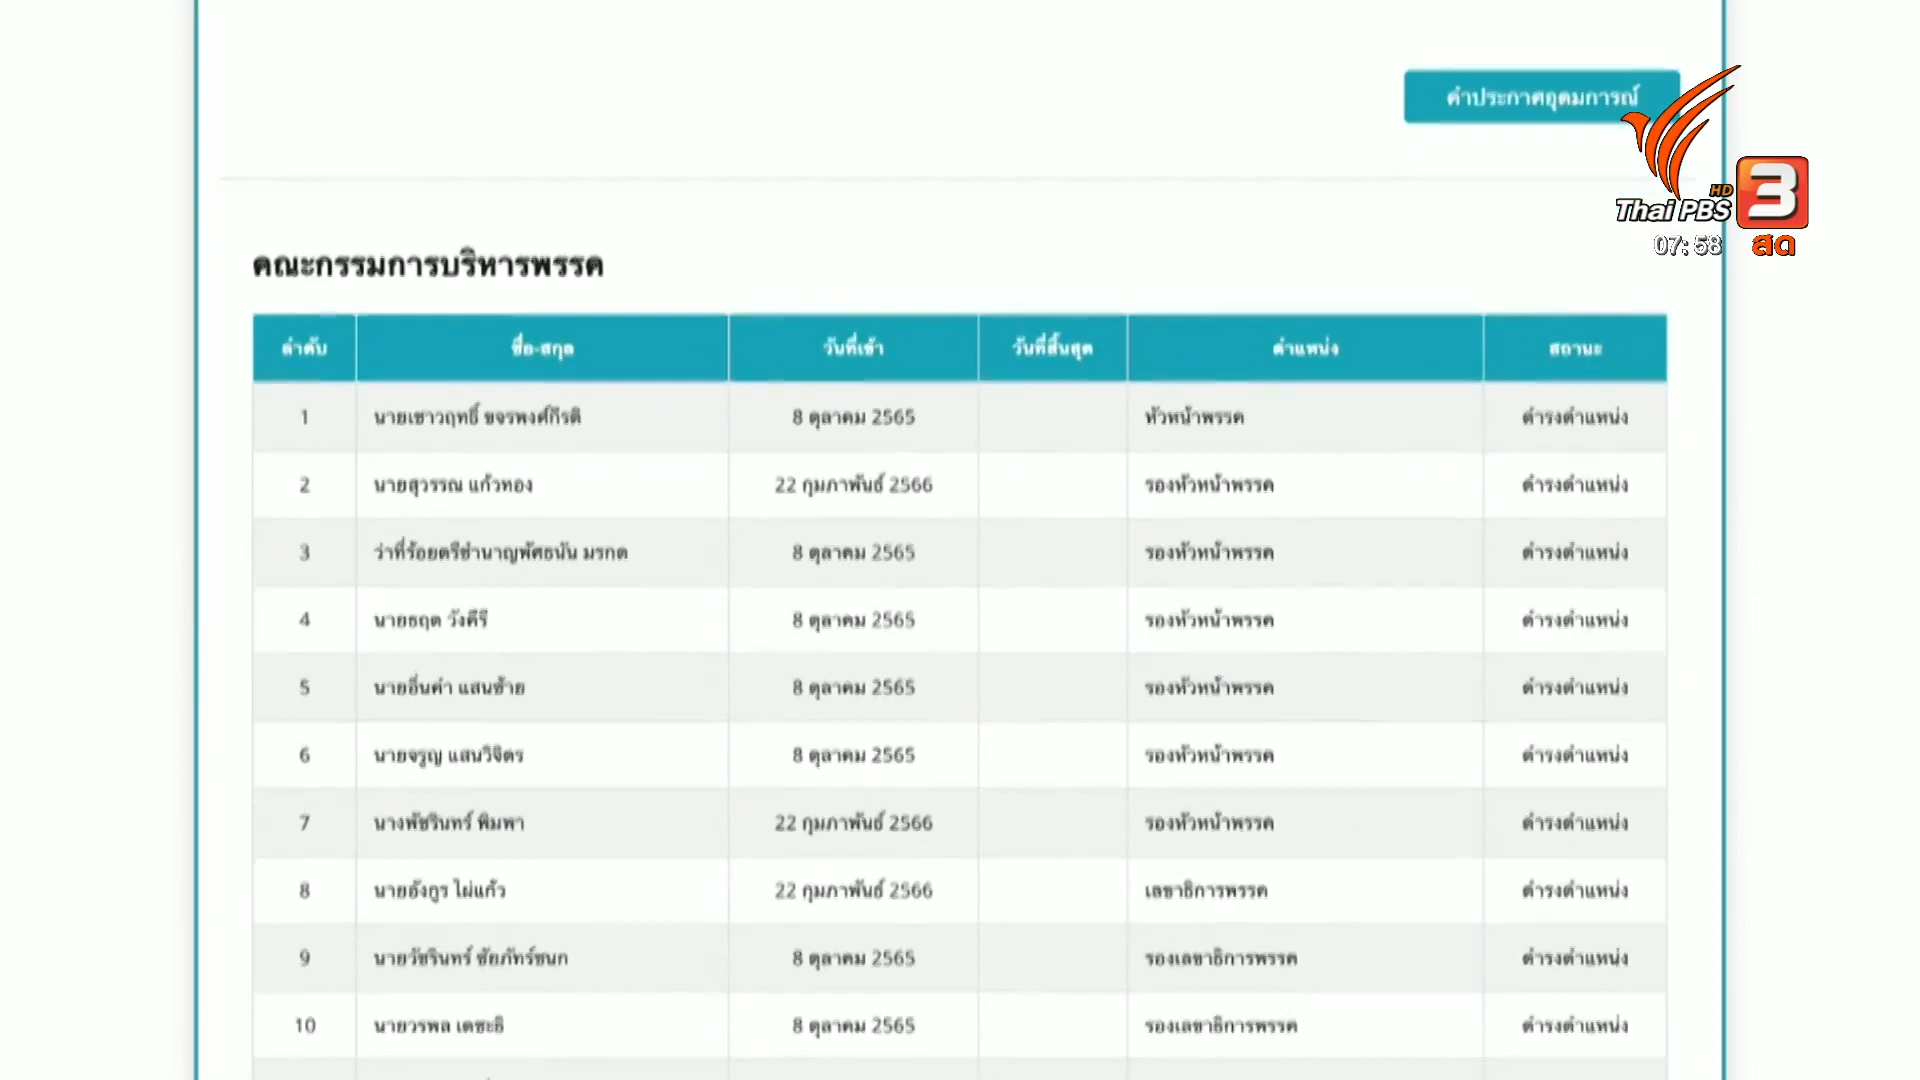 คำประกาศอุดมการณ์
HD
Thai PBS 3
07:58 สด
คณะกรรมการบริหารพรรค
ลำดับ ชื่อ-สกุล วันที่เข้า วันที่สิ้นสุด ตำแหน่ง สถานะ
1 นายเชาวฤทธิ์ ขจรพงศ์กีรติ 8 ตุลาคม 2565 หัวหน้าพรรค ดำรงตำแหน่ง
2 นายสุวรรณ แก้วทอง 22 กุมภาพันธ์ 2566 รองหัวหน้าพรรค ดำรงตำแหน่ง
3 ว่าที่ร้อยตรีชำนาญพัศธนัน มรกต 8 ตุลาคม 2565 รองหัวหน้าพรรค ดำรงตำแหน่ง
4 นายธฤต วังคีรี 8 ตุลาคม 2565 รองหัวหน้าพรรค ดำรงตำแหน่ง
5 นายอิ่นคำ แสนซ้าย 8 ตุลาคม 2565 รองหัวหน้าพรรค ดำรงตำแหน่ง
6 นายจรูญ แสนวิจิตร 8 ตุลาคม 2565 รองหัวหน้าพรรค ดำรงตำแหน่ง
7 นางพัชรินทร์ พิมพา 22 กุมภาพันธ์ 2566 รองหัวหน้าพรรค ดำรงตำแหน่ง
8 นายอังกูร ไผ่แก้ว 22 กุมภาพันธ์ 2566 เลขาธิการพรรค ดำรงตำแหน่ง
9 นายวัชรินทร์ ชัยภัทร์ชนก 8 ตุลาคม 2565 รองเลขาธิการพรรค ดำรงตำแหน่ง
10 นายวรพล เดชะธิ 8 ตุลาคม 2565 รองเลขาธิการพรรค ดำรงตำแหน่ง